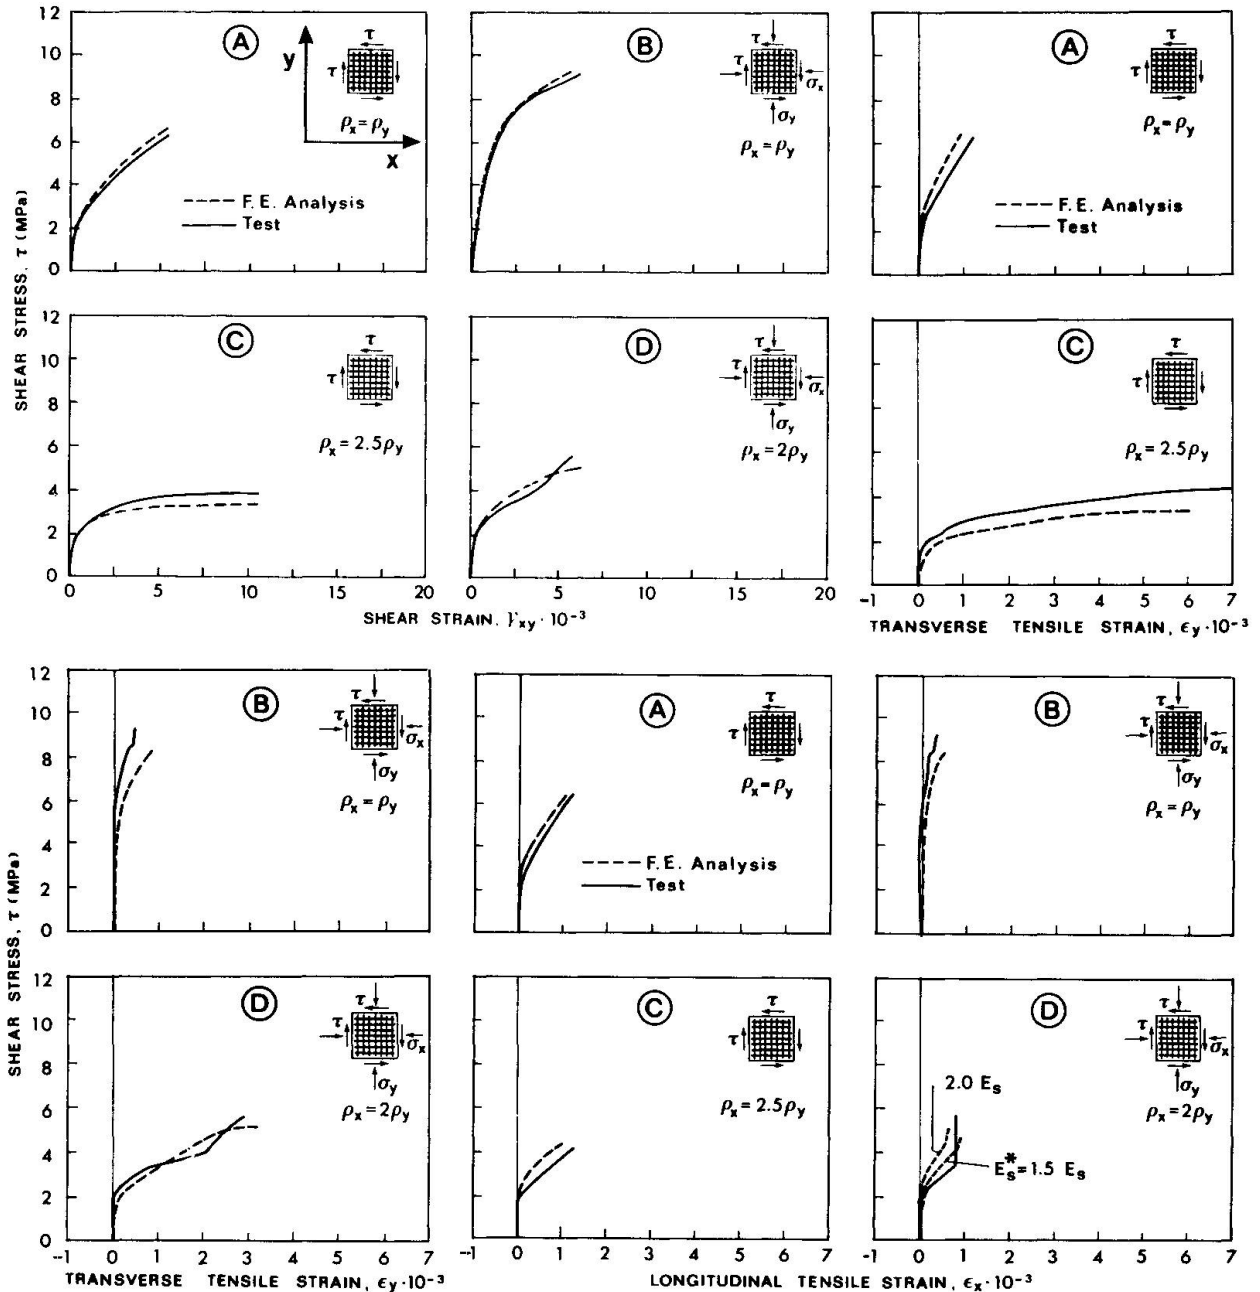 12
10
8
6
4
2
0
SHEAR STRESS, τ (MPa)
A
y
x
τ
τ
ρx = ρy
F.E. Analysis
Test
B
τ
τ
σx
σy
ρx = ρy
A
τ
τ
ρx = ρy
F.E. Analysis
Test
12
10
8
6
4
2
0
C
τ
τ
ρx = 2.5ρy
0 5 10 15 20
D
τ
τ
σx
σy
ρx = 2ρy
0 5 10 15 20
SHEAR STRAIN, γxy · 10⁻³
C
τ
τ
ρx = 2.5ρy
-1 0 1 2 3 4 5 6 7
TRANSVERSE TENSILE STRAIN, ϵy · 10⁻³
12
10
8
6
4
2
0
SHEAR STRESS, τ (MPa)
B
τ
τ
σx
σy
ρx = ρy
A
τ
τ
ρx = ρy
F.E. Analysis
Test
B
τ
τ
σx
σy
ρx = ρy
12
10
8
6
4
2
0
D
τ
τ
σx
σy
ρx = 2ρy
-1 0 1 2 3 4 5 6 7
TRANSVERSE TENSILE STRAIN, ϵy · 10⁻³
C
τ
τ
ρx = 2.5ρy
-1 0 1 2 3 4 5 6 7
D
τ
τ
σx
σy
ρx = 2ρy
2.0 Es
Es* = 1.5 Es
-1 0 1 2 3 4 5 6 7
LONGITUDINAL TENSILE STRAIN, ϵx · 10⁻³